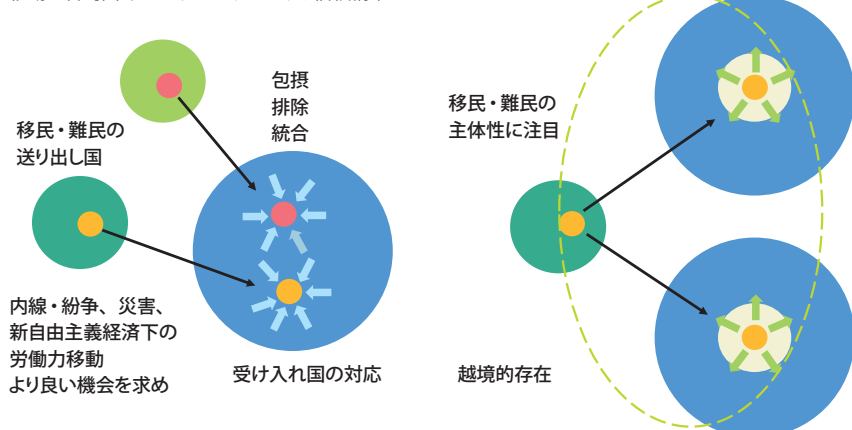 包摂
排除
統合
移民・難民の
送り出し国
内線・紛争、災害、
新自由主義経済下の
労働力移動
より良い機会を求め
受け入れ国の対応
移民・難民の
主体性に注目
越境的存在